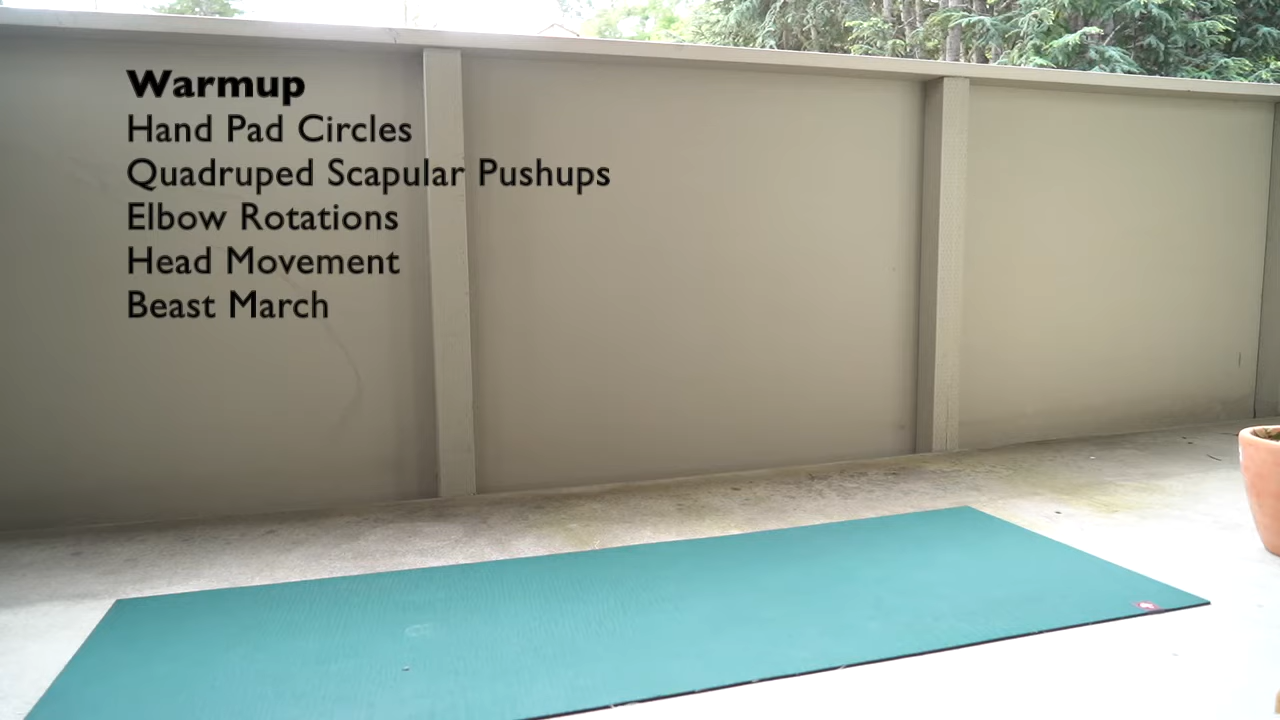 Warmup
Hand Pad Circles
Quadruped Scapular Pushups
Elbow Rotations
Head Movement
Beast March